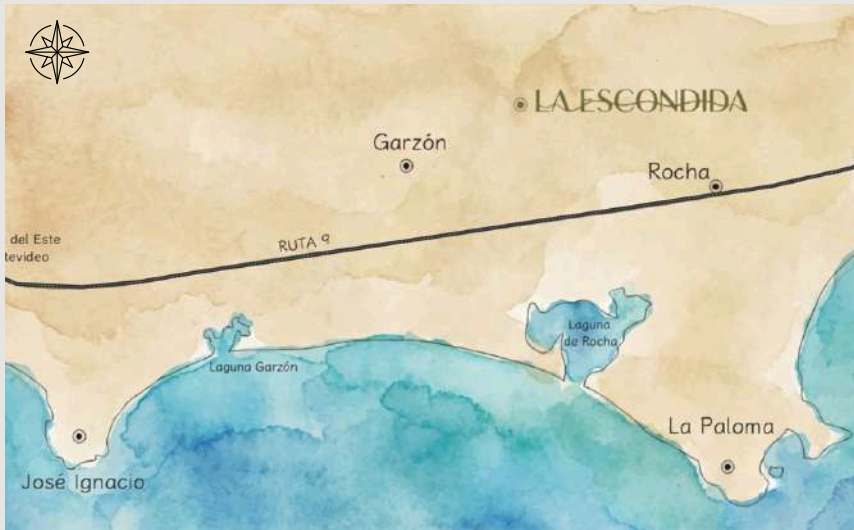 LA ESCONDIDA
Garzón
Rocha
RUTA 9
del Este
tevideo
Laguna
de Rocha
Laguna Garzón
La Paloma
José Ignacio